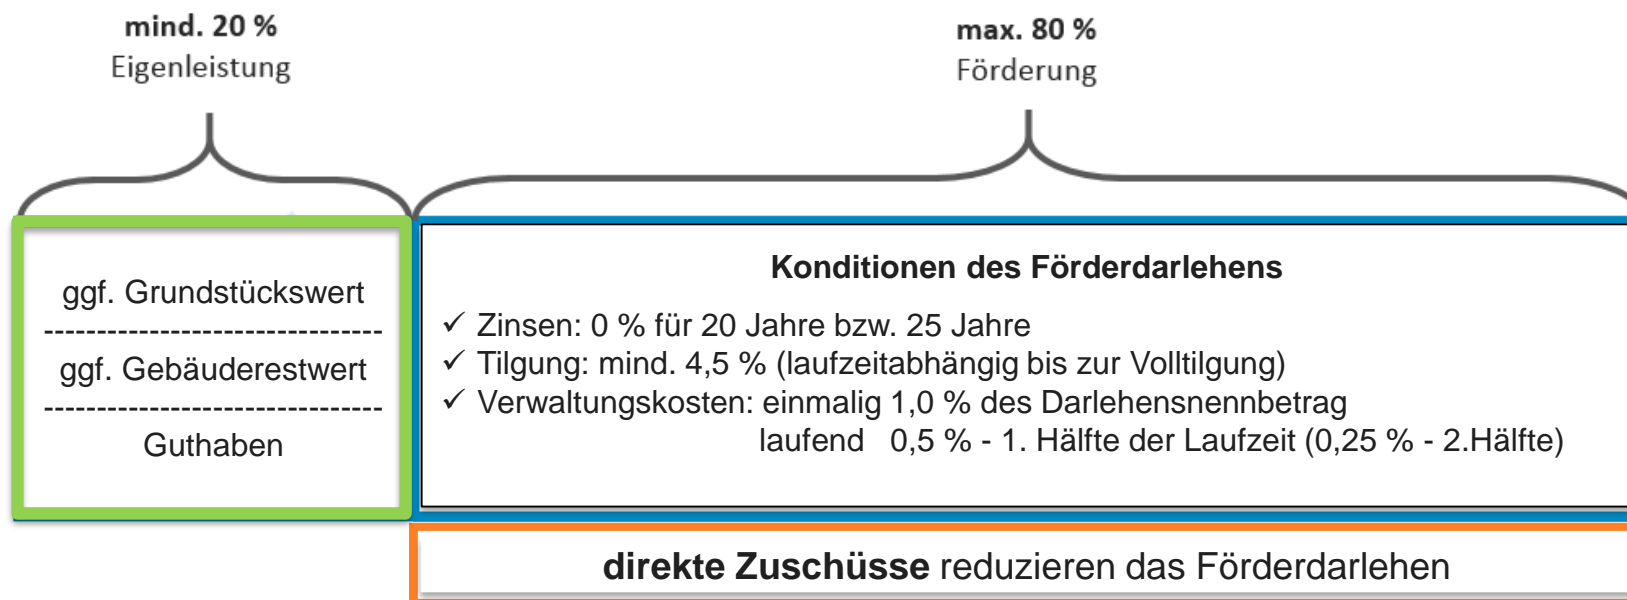 mind. 20 %
Eigenleistung
max. 80 %
Förderung
ggf. Grundstückswert
ggf. Gebäuderestwert
Guthaben
Konditionen des Förderdarlehens
✓ Zinsen: 0 % für 20 Jahre bzw. 25 Jahre
✓ Tilgung: mind. 4,5 % (laufzeitabhängig bis zur Volltilgung)
✓ Verwaltungskosten: einmalig 1,0 % des Darlehensnennbetrag
laufend 0,5 % - 1. Hälfte der Laufzeit (0,25 % - 2.Hälfte)
direkte Zuschüsse reduzieren das Förderdarlehen